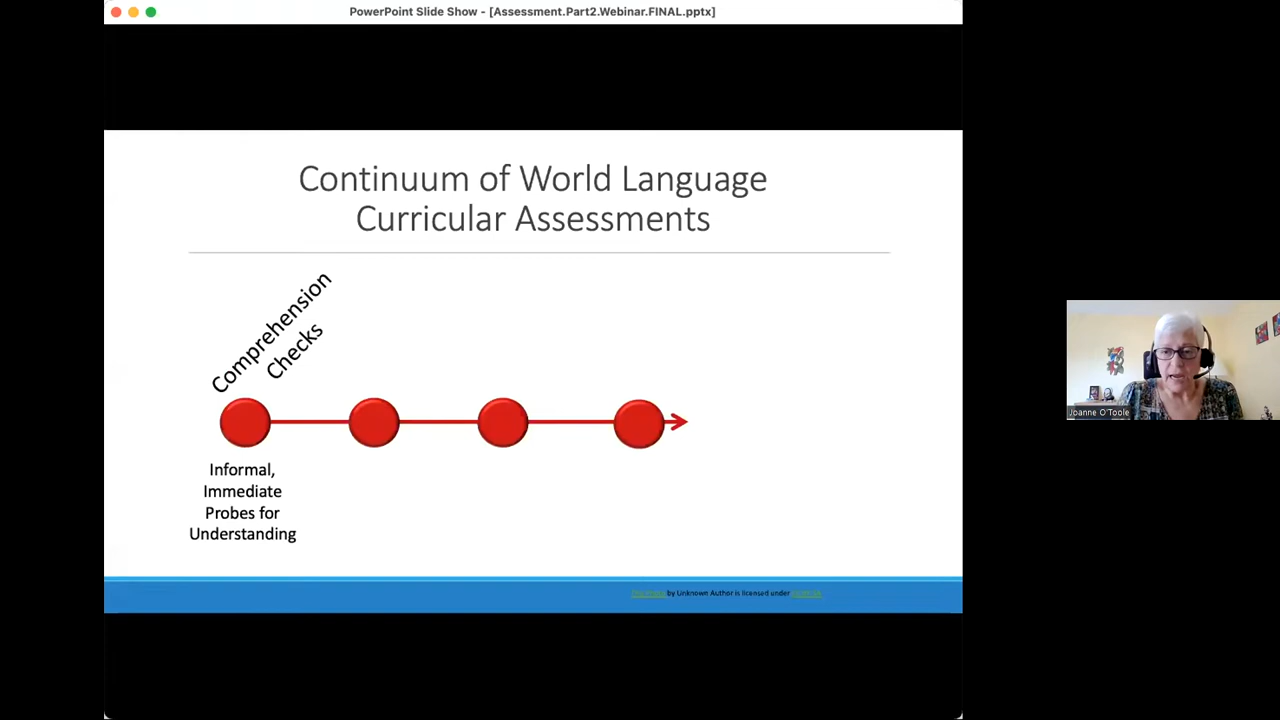 PowerPoint Slide Show - [Assessment.Part2.Webinar.FINAL.pptx]
Continuum of World Language
Curricular Assessments
Comprehension
Checks
Informal,
Immediate
Probes for
Understanding
by Unknown Author is licensed under
Joanne O'Toole